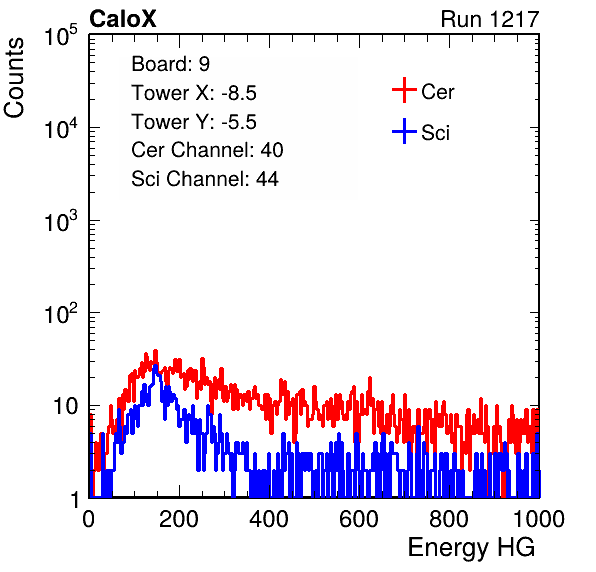 CaloX Run 1217
Counts
10^5
10^4
10^3
10^2
10
1
Board: 9
Tower X: -8.5
Tower Y: -5.5
Cer Channel: 40
Sci Channel: 44
Cer
Sci
0 200 400 600 800 1000
Energy HG